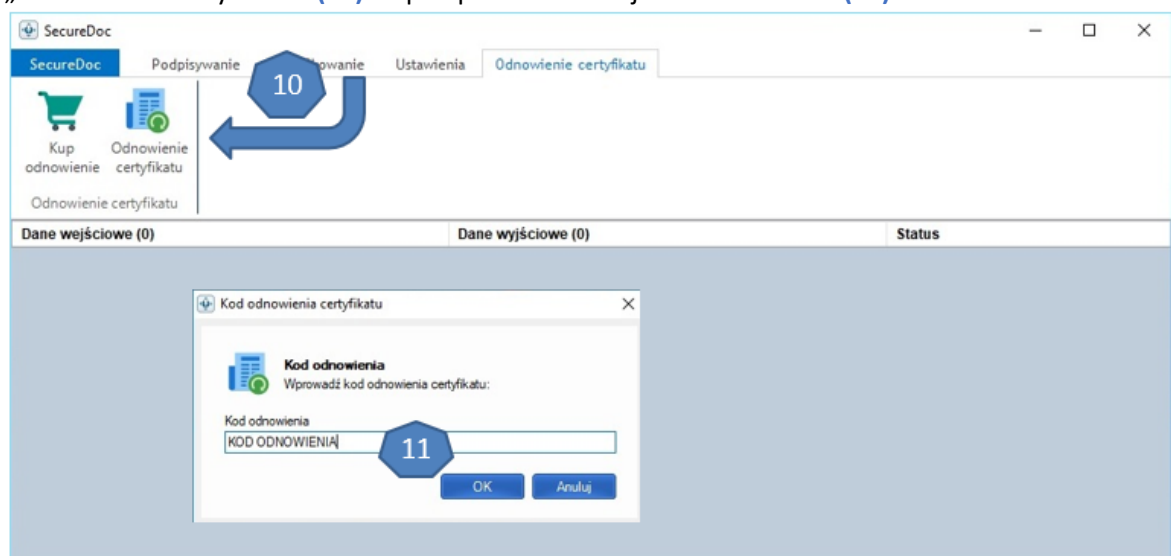 SecureDoc
SecureDoc Podpisywanie Ustawienia Odnowienie certyfikatu
10
Kup odnowienie
Odnowienie certyfikatu
Odnowienie certyfikatu
Dane wejściowe (0) Dane wyjściowe (0) Status
Kod odnowienia certyfikatu
Kod odnowienia
Wprowadź kod odnowienia certyfikatu:
Kod odnowienia
KOD ODNOWIENIA
11
OK Anuluj